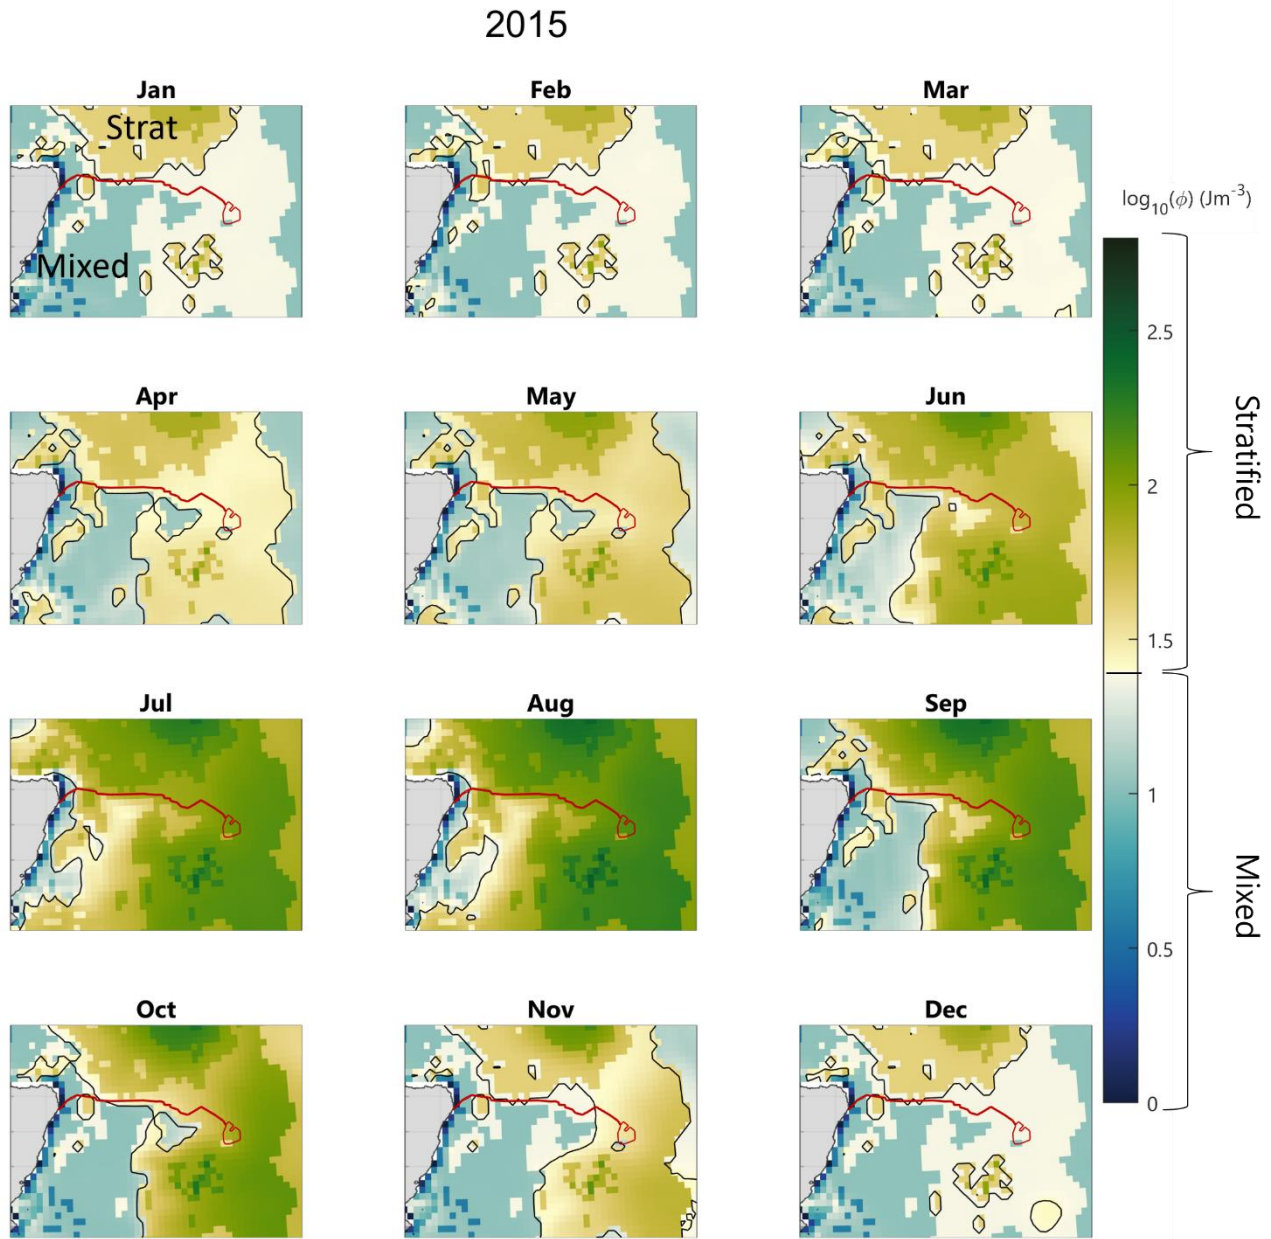 2015
Jan
Feb
Mar
Strat
Mixed
log10(ϕ) (Jm-3)
2.5
2
1.5
1
0.5
0
Stratified
Mixed
Apr
May
Jun
Jul
Aug
Sep
Oct
Nov
Dec